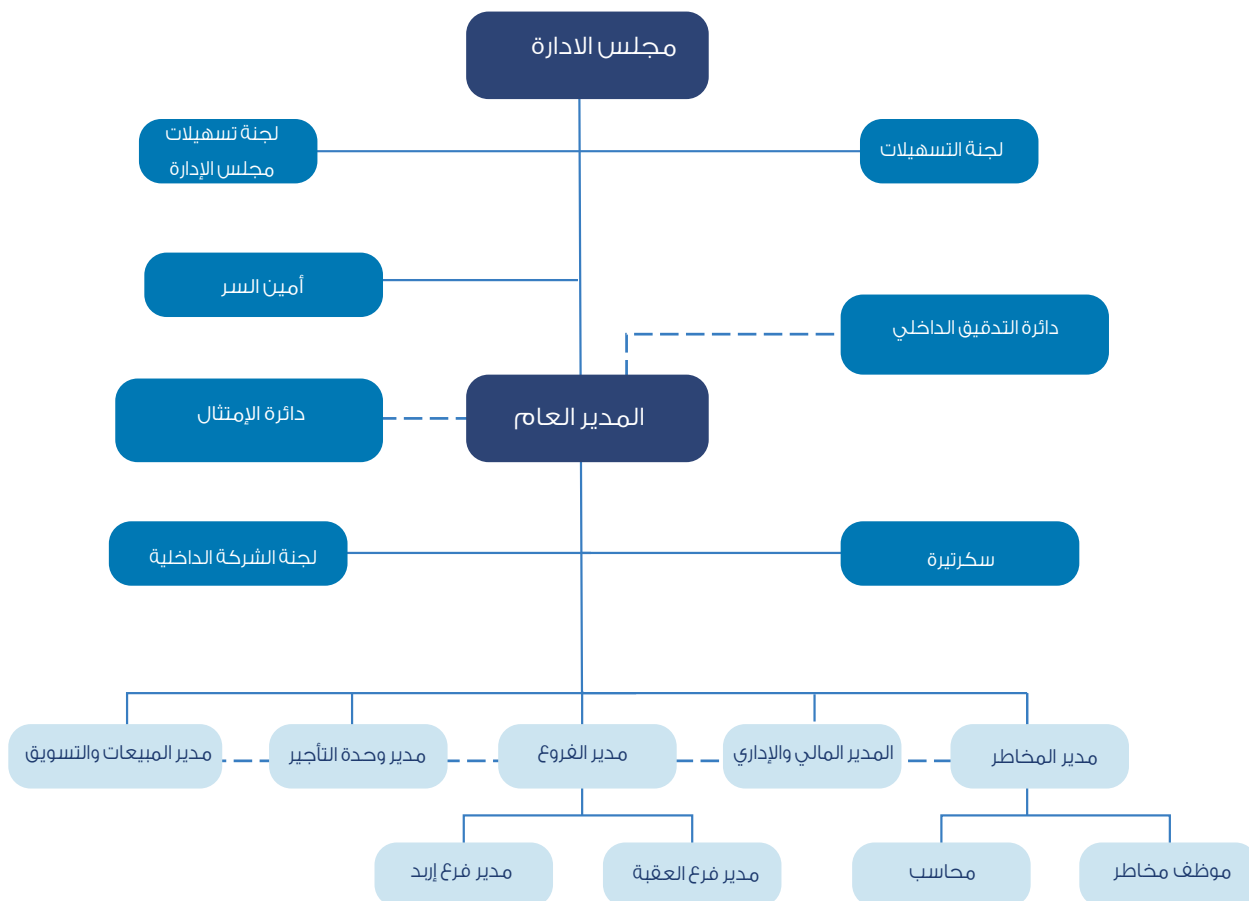 مجلس الادارة
لجنة التسهيلات
لجنة تسهيلات
مجلس الإدارة
أمين السر
دائرة التدقيق الداخلي
المدير العام
دائرة الإمتثال
سكرتيرة
لجنة الشركة الداخلية
مدير المخاطر
المدير المالي والإداري
مدير الفروع
مدير وحدة التأجير
مدير المبيعات والتسويق
موظف مخاطر
محاسب
مدير فرع العقبة
مدير فرع إربد